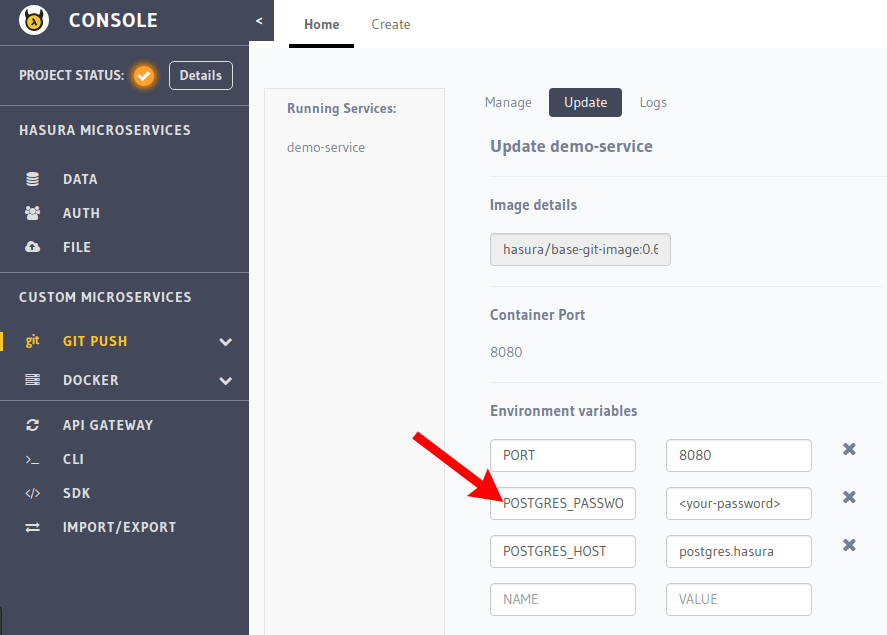 CONSOLE
<
Home
Create
PROJECT STATUS:
Details
HASURA MICROSERVICES
DATA
AUTH
FILE
CUSTOM MICROSERVICES
git GIT PUSH
DOCKER
API GATEWAY
>_ CLI
</> SDK
IMPORT/EXPORT
Running Services:
demo-service
Manage
Update
Logs
Update demo-service
Image details
hasura/base-git-image:0.6
Container Port
8080
Environment variables
PORT 8080
POSTGRES_PASSWO <your-password>
POSTGRES_HOST postgres.hasura
NAME VALUE